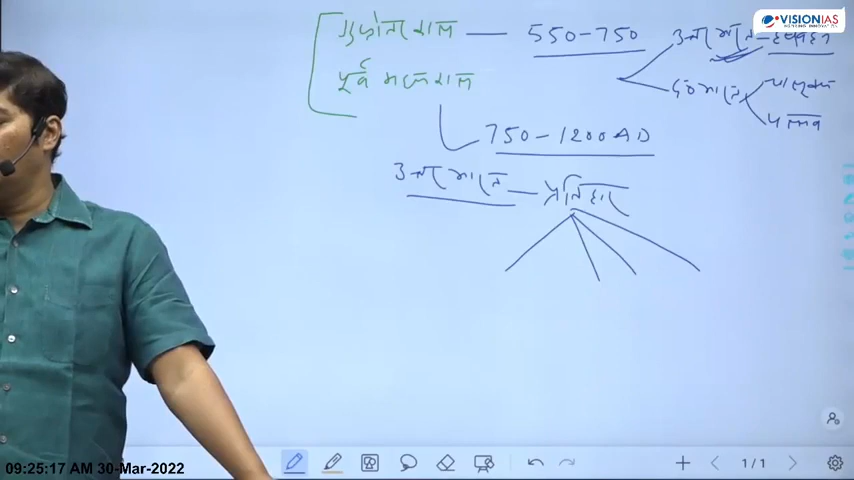 VISIONIAS
गुप्तोत्तर काल — 550-750
उत्तर भारत - हर्षवर्धन
पूर्व मध्यकाल
द० भारत
चालुक्य
पल्लव
750-1200 AD
उत्तर भारत — प्रतिहार
1/1
09:25:17 AM 30-Mar-2022